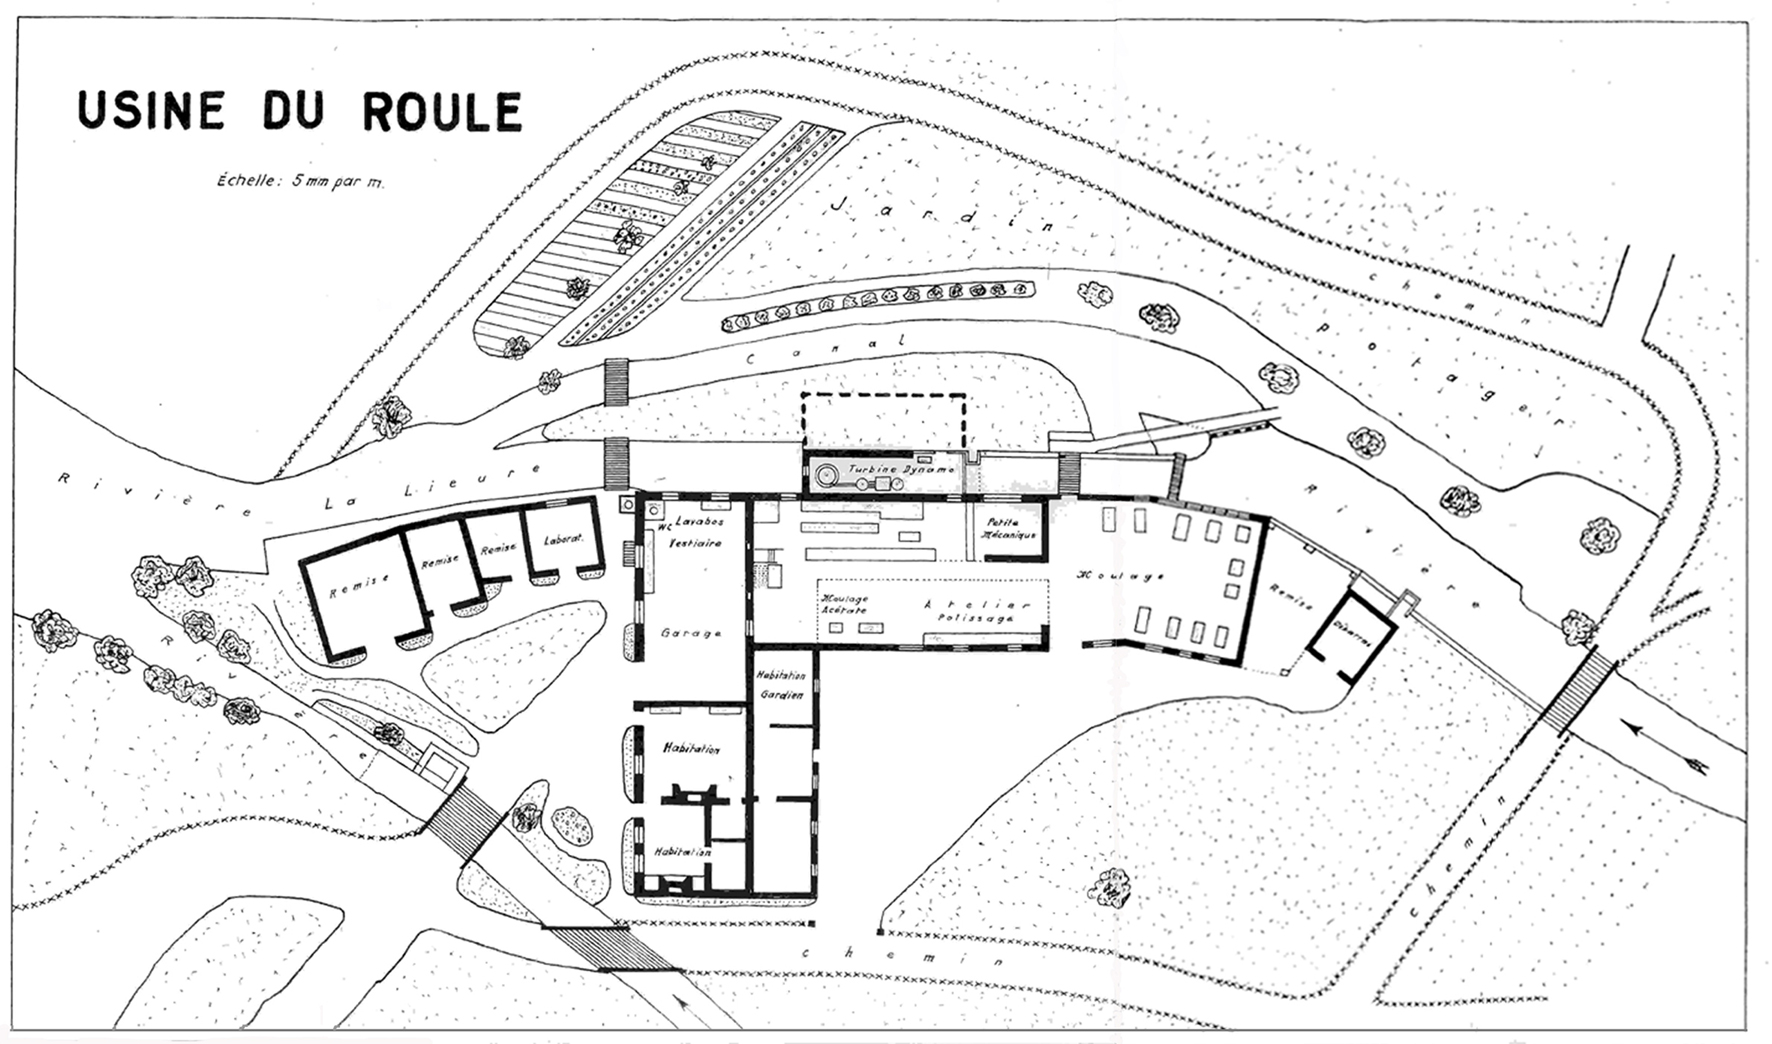 USINE DU ROULE
Échelle: 5 mm par m.
Jardin
Potager
chemin
Canal
Rivière La Lieure
Turbine Dynamo
Rivière
Lavabos
WC
Vestiaire
Petite
Mécanique
Laborat.
Remise
Remise
Remise
Moulage
Remise
Moulage
Acétate
Atelier
Polissage
Garage
Rivière
Habitation
Gardien
Habitation
Habitation
chemin
chemin